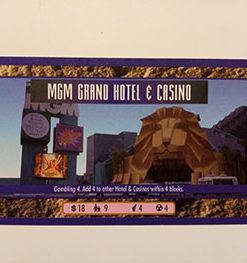 MGM GRAND HOTEL & CASINO
MGM
Gambling 4. Add 4 to other Hotel & Casinos within 4 blocks.
$18 9 4 4